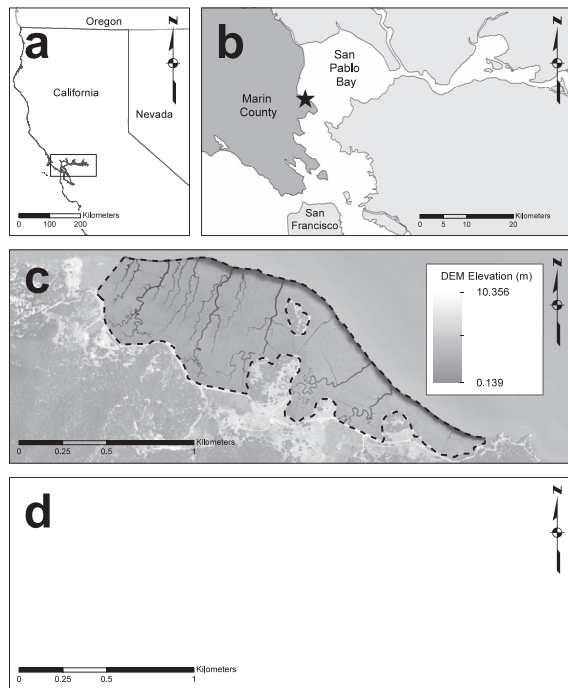 a
Oregon
N
California
Nevada
0 100 200 Kilometers
b
San
Pablo
Bay
N
Marin
County
San
Francisco
0 5 10 20 Kilometers
c
N
DEM Elevation (m)
10.356
0.139
0 0.25 0.5 1 Kilometers
d
N
0 0.25 0.5 1 Kilometers